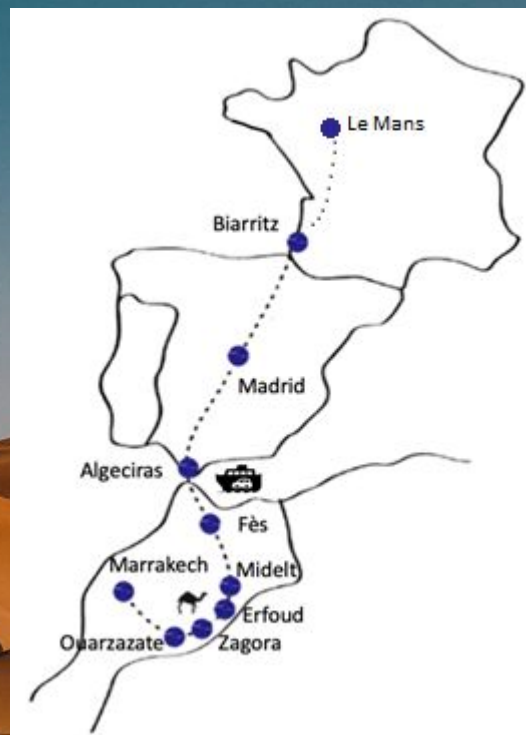 Le Mans
Biarritz
Madrid
Algeciras
Fès
Marrakech
Midelt
Erfoud
Ouarzazate
Zagora